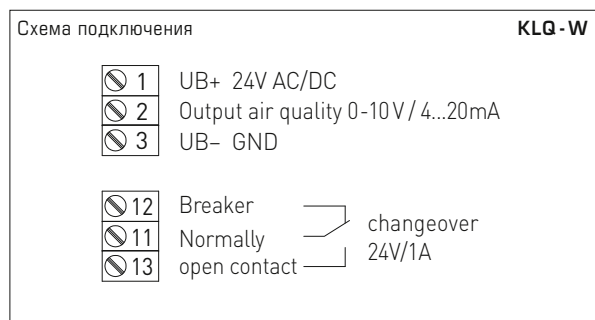 Схема подключения KLQ-W
1 UB+ 24V AC/DC
2 Output air quality 0-10V / 4...20mA
3 UB– GND
12 Breaker
11 Normally
13 open contact
changeover
24V/1A